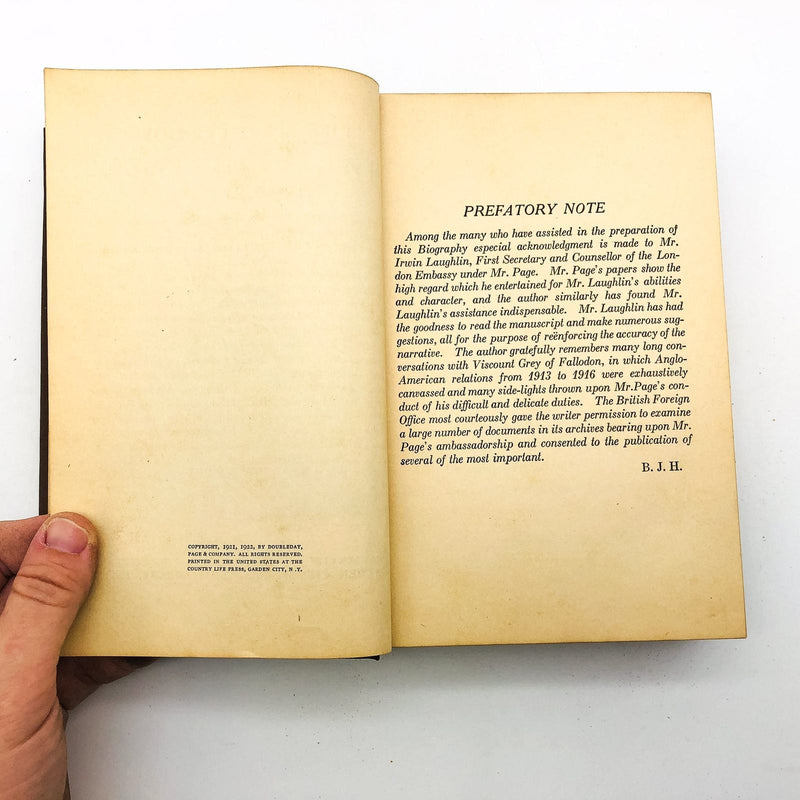 COPYRIGHT, 1921, 1922, BY DOUBLEDAY,
PAGE & COMPANY. ALL RIGHTS RESERVED.
PRINTED IN THE UNITED STATES AT THE
COUNTRY LIFE PRESS, GARDEN CITY, N. Y.
PREFATORY NOTE
Among the many who have assisted in the preparation of
this Biography especial acknowledgment is made to Mr.
Irwin Laughlin, First Secretary and Counsellor of the Lon-
don Embassy under Mr. Page. Mr. Page's papers show the
high regard which he entertained for Mr. Laughlin's abilities
and character, and the author similarly has found Mr.
Laughlin's assistance indispensable. Mr. Laughlin has had
the goodness to read the manuscript and make numerous sug-
gestions, all for the purpose of reënforcing the accuracy of the
narrative. The author gratefully remembers many long con-
versations with Viscount Grey of Fallodon, in which Anglo-
American relations from 1913 to 1916 were exhaustively
canvassed and many side-lights thrown upon Mr.Page's con-
duct of his difficult and delicate duties. The British Foreign
Office most courteously gave the writer permission to examine
a large number of documents in its archives bearing upon Mr.
Page's ambassadorship and consented to the publication of
several of the most important.
B. J. H.